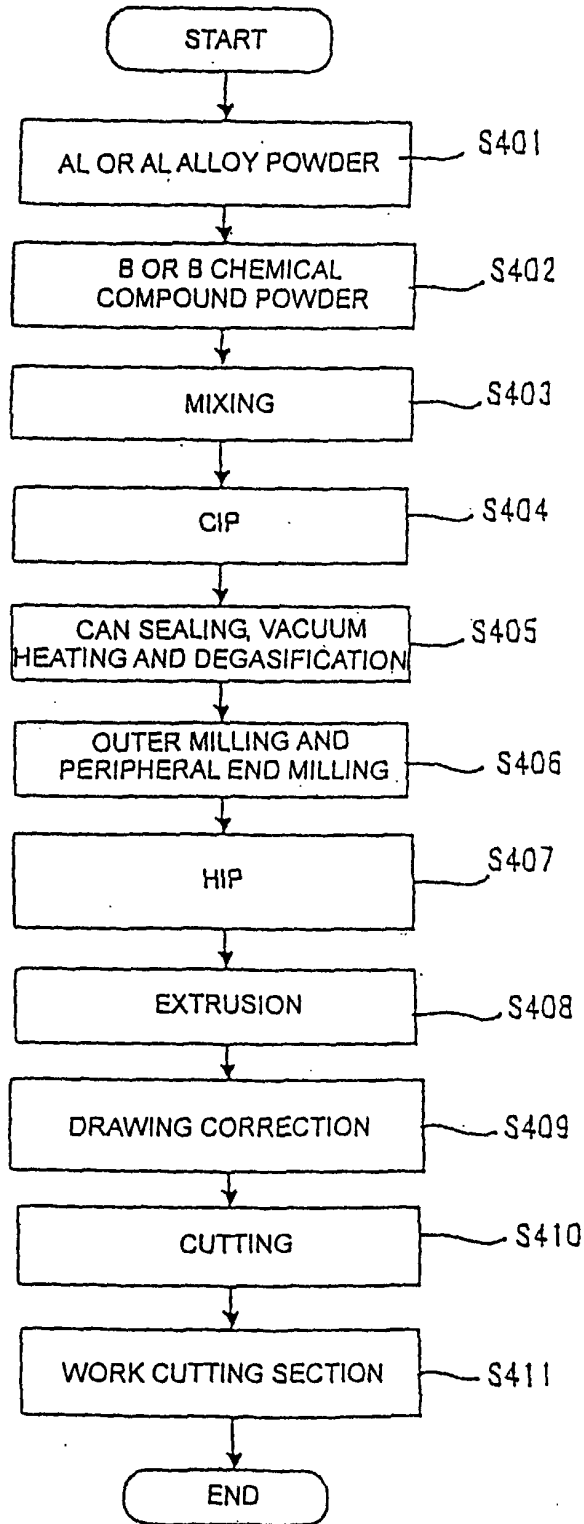 START
AL OR AL ALLOY POWDER
S401
B OR B CHEMICAL
COMPOUND POWDER
S402
MIXING
S403
CIP
S404
CAN SEALING, VACUUM
HEATING AND DEGASIFICATION
S405
OUTER MILLING AND
PERIPHERAL END MILLING
S406
HIP
S407
EXTRUSION
S408
DRAWING CORRECTION
S409
CUTTING
S410
WORK CUTTING SECTION
S411
END